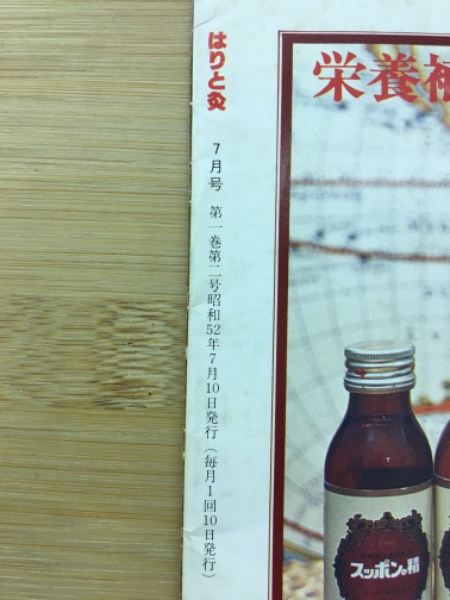 はりと灸
7月号 第一巻第二号昭和52年7月10日発行(毎月1回10日発行)
栄養補
スッポンの精